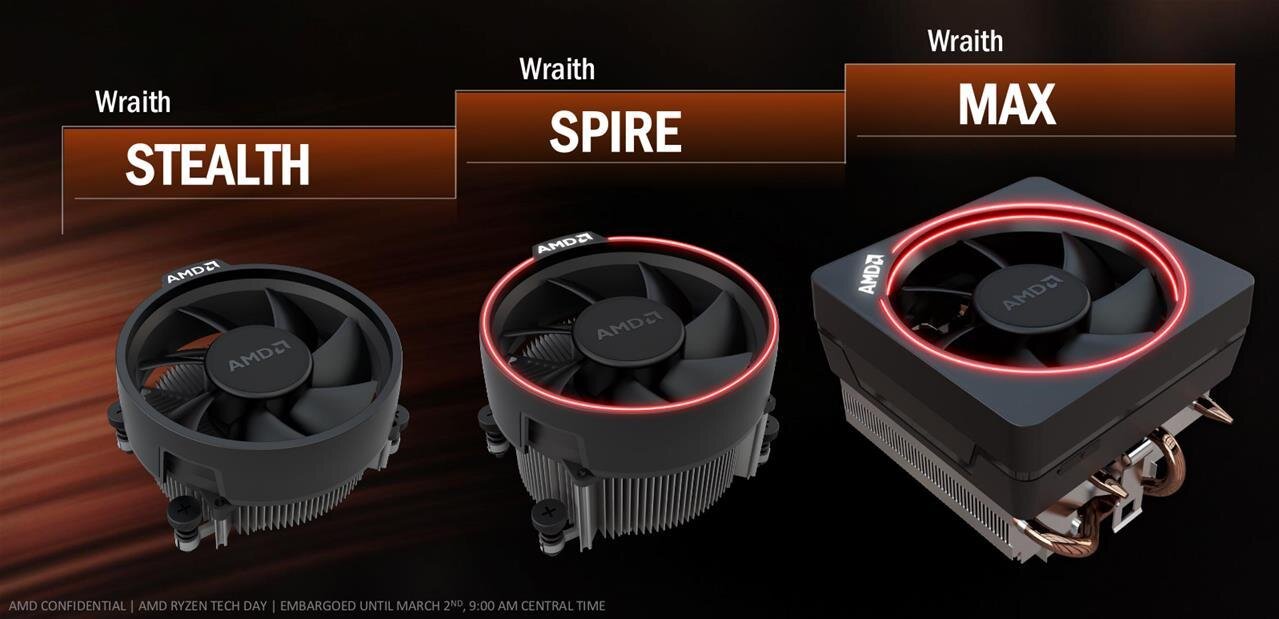 Wraith
STEALTH
Wraith
SPIRE
Wraith
MAX
AMD
AMD
AMD
AMD
AMD
AMD
AMD CONFIDENTIAL | AMD RYZEN TECH DAY | EMBARGOED UNTIL MARCH 2ND, 9:00 AM CENTRAL TIME